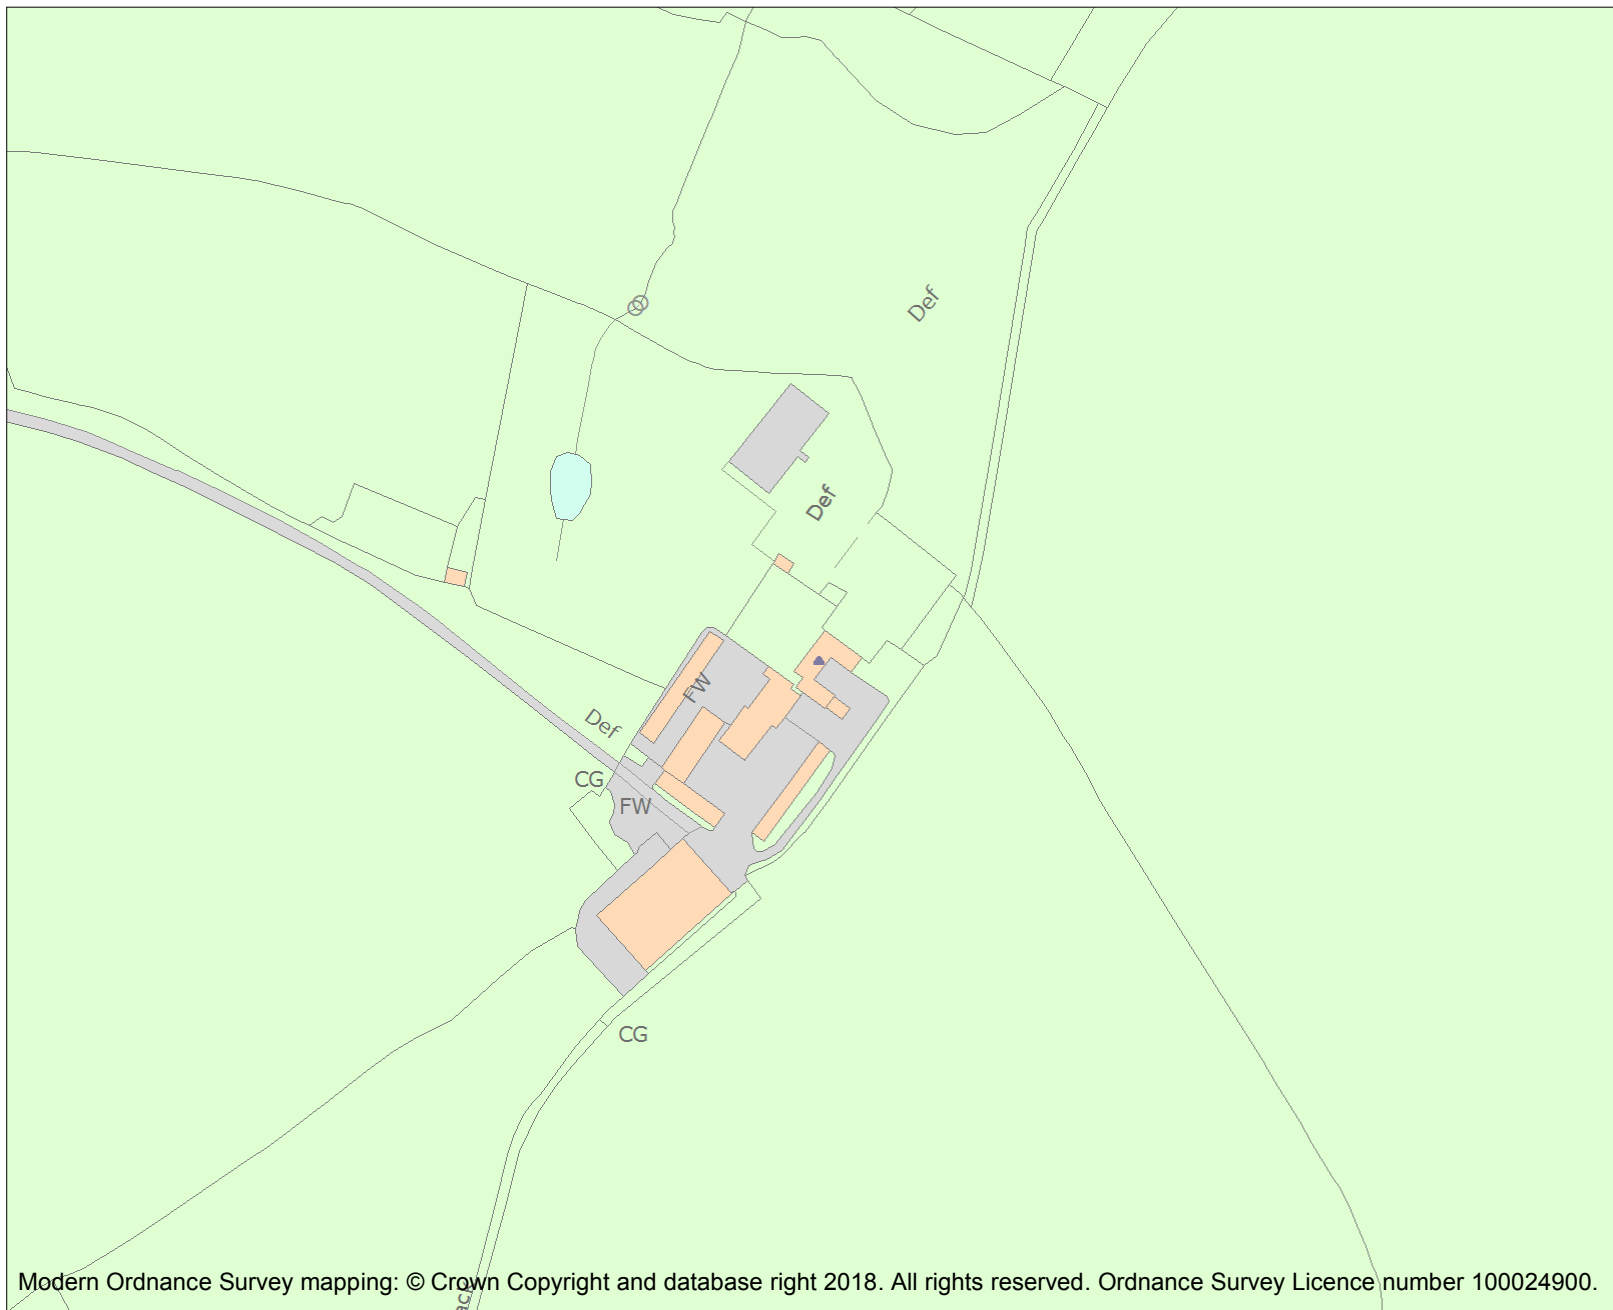 Def
Def
FW
Def
CG
FW
CG
Modern Ordnance Survey mapping: © Crown Copyright and database right 2018. All rights reserved. Ordnance Survey Licence number 100024900.